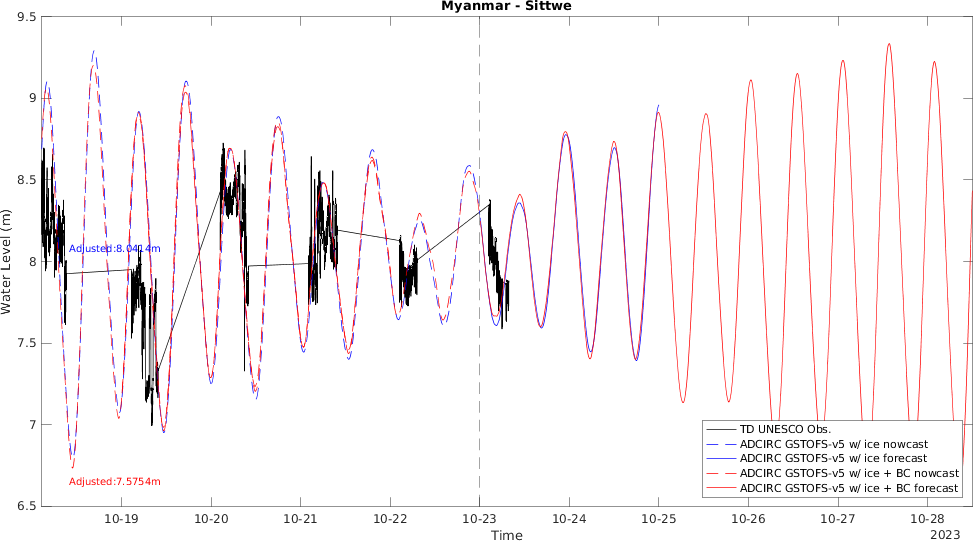 Myanmar - Sittwe
9.5
9
8.5
8
7.5
7
6.5
Water Level (m)
Adjusted:8.0414m
Adjusted:7.5754m
TD UNESCO Obs.
ADCIRC GSTOFS-v5 w/ ice nowcast
ADCIRC GSTOFS-v5 w/ ice forecast
ADCIRC GSTOFS-v5 w/ ice + BC nowcast
ADCIRC GSTOFS-v5 w/ ice + BC forecast
10-19 10-20 10-21 10-22 10-23 10-24 10-25 10-26 10-27 10-28
Time
2023